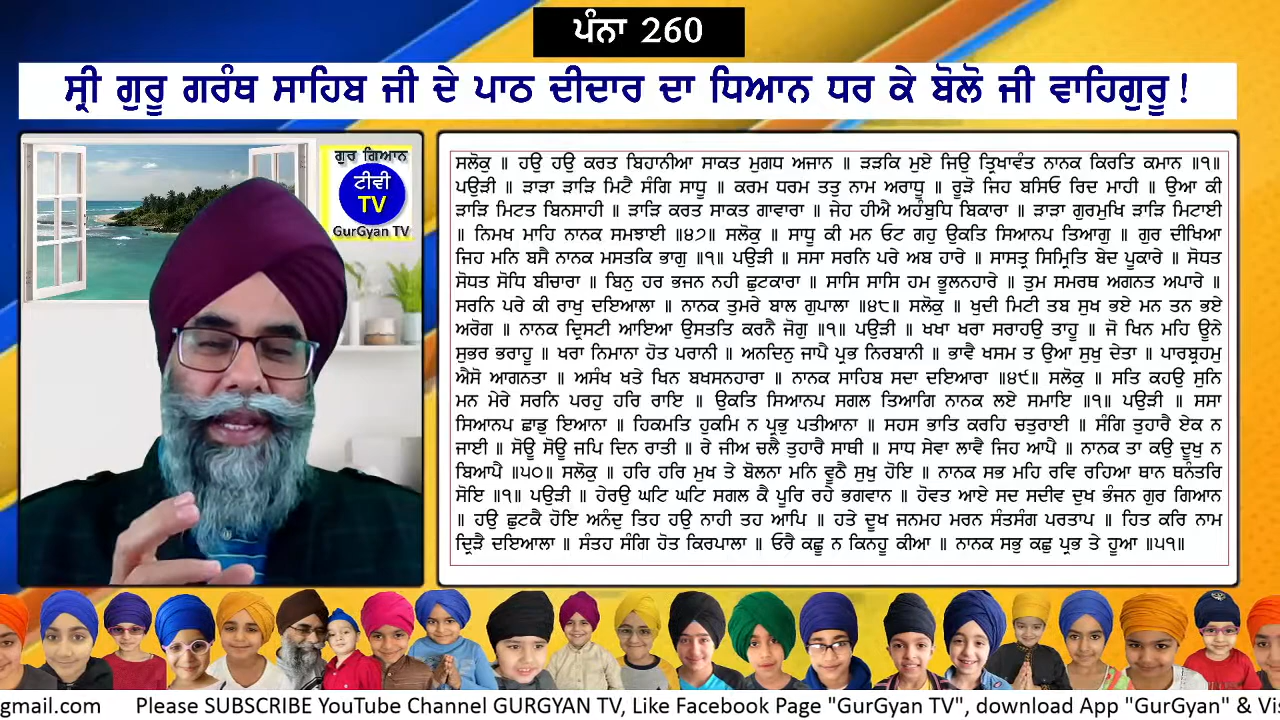 ਪੰਨਾ 260
ਸ੍ਰੀ ਗੁਰੂ ਗਰੰਥ ਸਾਹਿਬ ਜੀ ਦੇ ਪਾਠ ਦੀਦਾਰ ਦਾ ਧਿਆਨ ਧਰ ਕੇ ਬੋਲੋ ਜੀ ਵਾਹਿਗੁਰੂ!
ਗੁਰ ਗਿਆਨ
ਟੀਵੀ
TV
GurGyan TV
ਸਲੋਕੁ ॥ ਹਉ ਹਉ ਕਰਤ ਬਿਹਾਨੀਆ ਸਾਕਤ ਮੁਗਧ ਅਜਾਨ ॥ ੜੜਕਿ ਮੁਏ ਜਿਉ ਤ੍ਰਿਖਾਵੰਤ ਨਾਨਕ ਕਿਰਤਿ ਕਮਾਨ ॥੧॥
ਪਉੜੀ ॥ ੜਾੜਾ ੜਾੜਿ ਮਿਟੈ ਸੰਗਿ ਸਾਧੂ ॥ ਕਰਮ ਧਰਮ ਤਤੁ ਨਾਮ ਅਰਾਧੂ ॥ ਰੂੜੋ ਜਿਹ ਬਸਿਓ ਰਿਦ ਮਾਹੀ ॥ ਉਆ ਕੀ
ੜਾੜਿ ਮਿਟਤ ਬਿਨਸਾਹੀ ॥ ੜਾੜਿ ਕਰਤ ਸਾਕਤ ਗਾਵਾਰਾ ॥ ਜੇਹ ਹੀਐ ਅਹੰਬੁਧਿ ਬਿਕਾਰਾ ॥ ੜਾੜਾ ਗੁਰਮੁਖਿ ੜਾੜਿ ਮਿਟਾਈ
॥ ਨਿਮਖ ਮਾਹਿ ਨਾਨਕ ਸਮਝਾਈ ॥੪੭॥ ਸਲੋਕੁ ॥ ਸਾਧੂ ਕੀ ਮਨ ਓਟ ਗਹੁ ਉਕਤਿ ਸਿਆਨਪ ਤਿਆਗੁ ॥ ਗੁਰ ਦੀਖਿਆ
ਜਿਹ ਮਨਿ ਬਸੈ ਨਾਨਕ ਮਸਤਕਿ ਭਾਗੁ ॥੧॥ ਪਉੜੀ ॥ ਸਸਾ ਸਰਨਿ ਪਰੇ ਅਬ ਹਾਰੇ ॥ ਸਾਸਤ੍ਰ ਸਿਮ੍ਰਿਤਿ ਬੇਦ ਪੂਕਾਰੇ ॥ ਸੋਧਤ
ਸੋਧਤ ਸੋਧਿ ਬੀਚਾਰਾ ॥ ਬਿਨੁ ਹਰ ਭਜਨ ਨਹੀ ਛੁਟਕਾਰਾ ॥ ਸਾਸਿ ਸਾਸਿ ਹਮ ਭੂਲਨਹਾਰੇ ॥ ਤੁਮ ਸਮਰਥ ਅਗਨਤ ਅਪਾਰੇ ॥
ਸਰਨਿ ਪਰੇ ਕੀ ਰਾਖੁ ਦਇਆਲਾ ॥ ਨਾਨਕ ਤੁਮਰੇ ਬਾਲ ਗੁਪਾਲਾ ॥੪੮॥ ਸਲੋਕੁ ॥ ਖੁਦੀ ਮਿਟੀ ਤਬ ਸੁਖ ਭਏ ਮਨ ਤਨ ਭਏ
ਅਰੋਗ ॥ ਨਾਨਕ ਦ੍ਰਿਸਟੀ ਆਇਆ ਉਸਤਤਿ ਕਰਨੈ ਜੋਗੁ ॥੧॥ ਪਉੜੀ ॥ ਖਖਾ ਖਰਾ ਸਰਾਹਉ ਤਾਹੂ ॥ ਜੋ ਖਿਨ ਮਹਿ ਊਨੇ
ਸੁਭਰ ਭਰਾਹੂ ॥ ਖਰਾ ਨਿਮਾਨਾ ਹੋਤ ਪਰਾਨੀ ॥ ਅਨਦਿਨੁ ਜਾਪੈ ਪ੍ਰਭ ਨਿਰਬਾਨੀ ॥ ਭਾਵੈ ਖਸਮ ਤ ਉਆ ਸੁਖੁ ਦੇਤਾ ॥ ਪਾਰਬ੍ਰਹਮੁ
ਐਸੋ ਆਗਨਤਾ ॥ ਅਸੰਖ ਖਤੇ ਖਿਨ ਬਖਸਨਹਾਰਾ ॥ ਨਾਨਕ ਸਾਹਿਬ ਸਦਾ ਦਇਆਰਾ ॥੪੯॥ ਸਲੋਕੁ ॥ ਸਤਿ ਕਹਉ ਸੁਨਿ
ਮਨ ਮੇਰੇ ਸਰਨਿ ਪਰਹੁ ਹਰਿ ਰਾਇ ॥ ਉਕਤਿ ਸਿਆਨਪ ਸਗਲ ਤਿਆਗਿ ਨਾਨਕ ਲਏ ਸਮਾਇ ॥੧॥ ਪਉੜੀ ॥ ਸਸਾ
ਸਿਆਨਪ ਛਾਡੁ ਇਆਨਾ ॥ ਹਿਕਮਤਿ ਹੁਕਮਿ ਨ ਪ੍ਰਭੁ ਪਤੀਆਨਾ ॥ ਸਹਸ ਭਾਤਿ ਕਰਹਿ ਚਤੁਰਾਈ ॥ ਸੰਗਿ ਤੁਹਾਰੈ ਏਕ ਨ
ਜਾਈ ॥ ਸੋਊ ਸੋਊ ਜਪਿ ਦਿਨ ਰਾਤੀ ॥ ਰੇ ਜੀਅ ਚਲੈ ਤੁਹਾਰੈ ਸਾਥੀ ॥ ਸਾਧ ਸੇਵਾ ਲਾਵੈ ਜਿਹ ਆਪੈ ॥ ਨਾਨਕ ਤਾ ਕਉ ਦੂਖੁ ਨ
ਬਿਆਪੈ ॥੫੦॥ ਸਲੋਕੁ ॥ ਹਰਿ ਹਰਿ ਮੁਖ ਤੇ ਬੋਲਨਾ ਮਨਿ ਵੂਠੈ ਸੁਖੁ ਹੋਇ ॥ ਨਾਨਕ ਸਭ ਮਹਿ ਰਵਿ ਰਹਿਆ ਥਾਨ ਥਨੰਤਰਿ
ਸੋਇ ॥੧॥ ਪਉੜੀ ॥ ਹੇਰਉ ਘਟਿ ਘਟਿ ਸਗਲ ਕੈ ਪੂਰਿ ਰਹੇ ਭਗਵਾਨ ॥ ਹੋਵਤ ਆਏ ਸਦ ਸਦੀਵ ਦੁਖ ਭੰਜਨ ਗੁਰ ਗਿਆਨ
॥ ਹਉ ਛੁਟਕੈ ਹੋਇ ਅਨੰਦੁ ਤਿਹ ਹਉ ਨਾਹੀ ਤਹ ਆਪਿ ॥ ਹਤੇ ਦੂਖ ਜਨਮਹ ਮਰਨ ਸੰਤਸੰਗ ਪਰਤਾਪ ॥ ਹਿਤ ਕਰਿ ਨਾਮ
ਦ੍ਰਿੜੈ ਦਇਆਲਾ ॥ ਸੰਤਹ ਸੰਗਿ ਹੋਤ ਕਿਰਪਾਲਾ ॥ ਓਰੈ ਕਛੂ ਨ ਕਿਨਹੂ ਕੀਆ ॥ ਨਾਨਕ ਸਭੁ ਕਛੁ ਪ੍ਰਭ ਤੇ ਹੂਆ ॥੫੧॥
gmail.com Please SUBSCRIBE YouTube Channel GURGYAN TV, Like Facebook Page "GurGyan TV", download App "GurGyan" & Vis